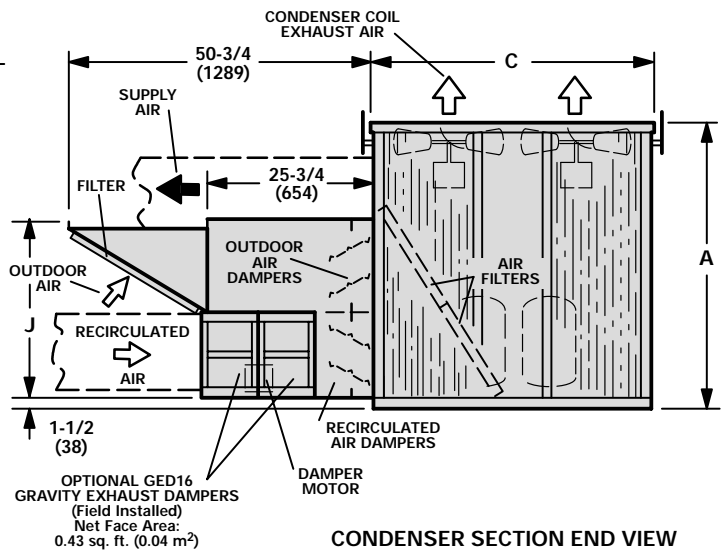 CONDENSER COIL
EXHAUST AIR
50-3/4
(1289)
C
SUPPLY
AIR
25-3/4
(654)
FILTER
OUTDOOR
AIR
OUTDOOR
AIR
DAMPERS
AIR
FILTERS
A
J
RECIRCULATED
AIR
1-1/2
(38)
RECIRCULATED
AIR DAMPERS
DAMPER
MOTOR
OPTIONAL GED16
GRAVITY EXHAUST DAMPERS
(Field Installed)
Net Face Area:
0.43 sq. ft. (0.04 m²)
CONDENSER SECTION END VIEW